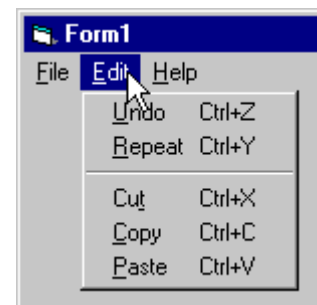 Form1
File Edit Help
Undo Ctrl+Z
Repeat Ctrl+Y
Cut Ctrl+X
Copy Ctrl+C
Paste Ctrl+V